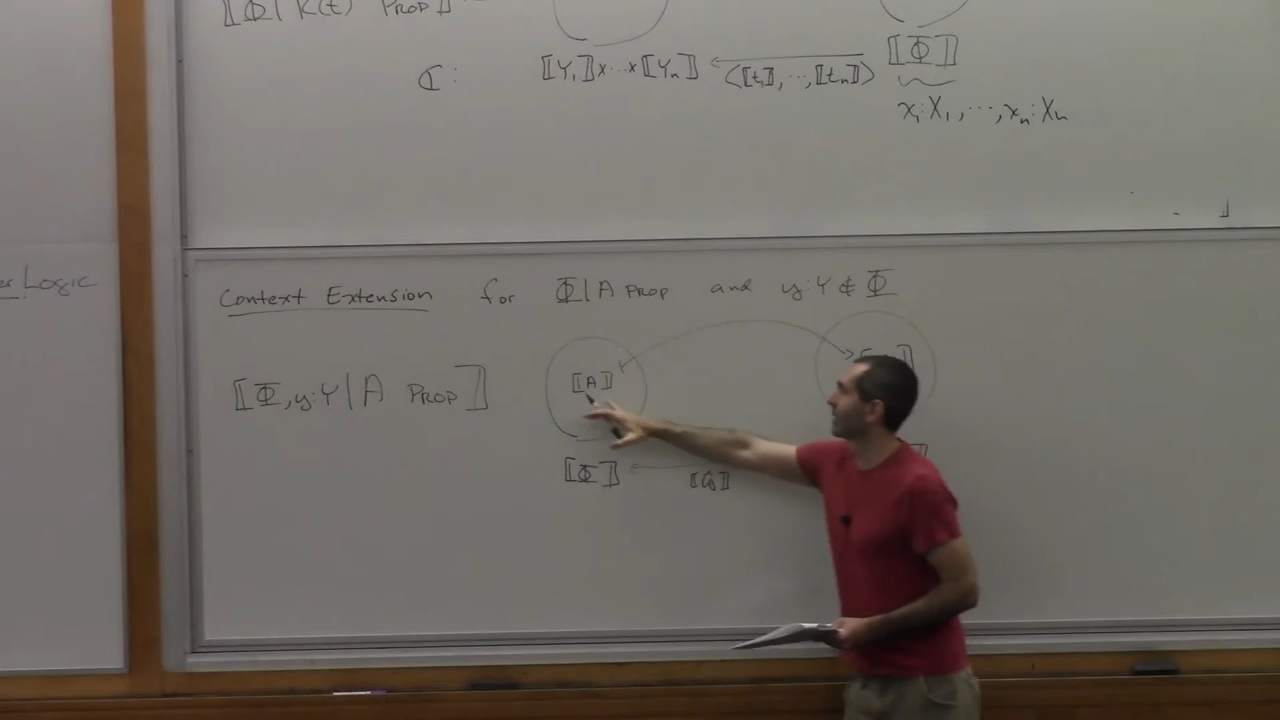 ⟦Φ | R(t) PROP⟧
ℂ: ⟦Y₁⟧×⋯×⟦Yₙ⟧ ← ⟦Φ⟧
⟨⟦t₁⟧,⋯,⟦tₙ⟧⟩
x₁:X₁,⋯,xₙ:Xₙ
Logic
Context Extension for Φ | A PROP and y:Y ∉ Φ
⟦Φ, y:Y | A PROP⟧
⟦A⟧
⟦Φ⟧ ←